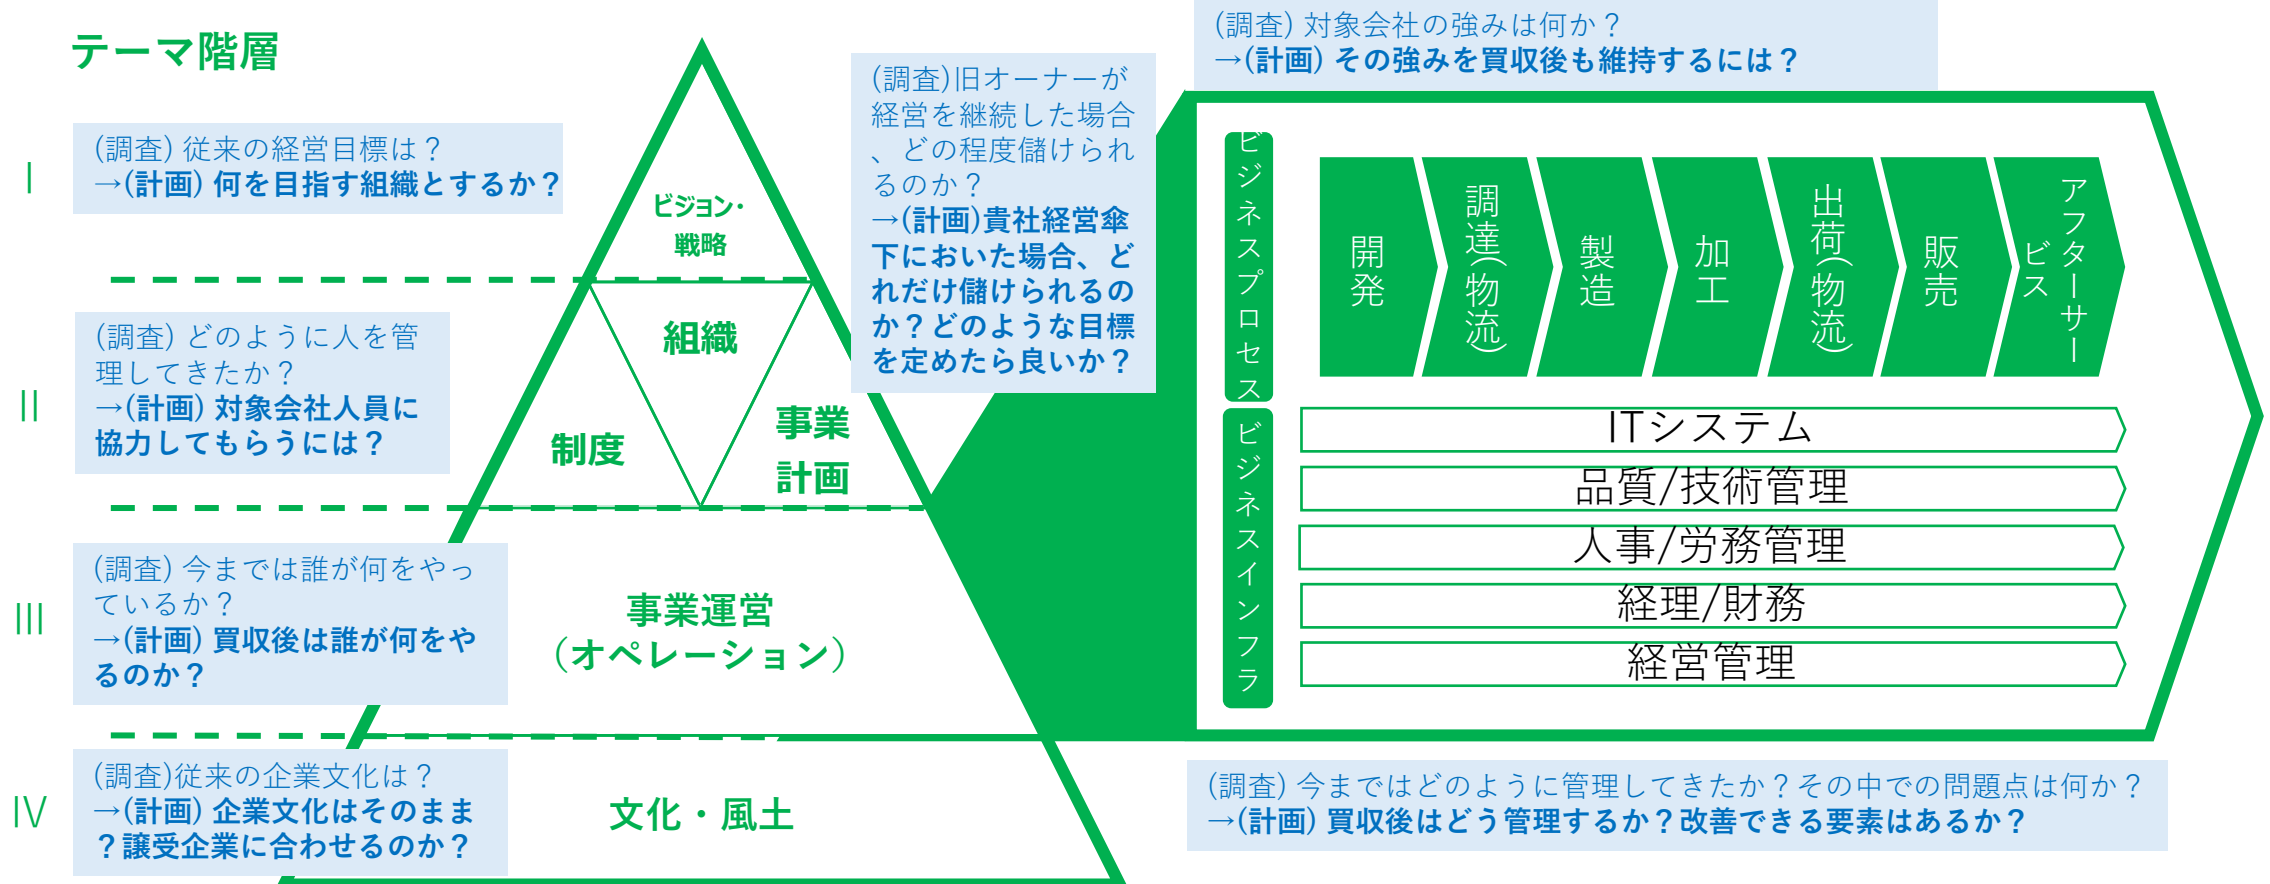 テーマ階層
I
(調査) 従来の経営目標は？
→(計画) 何を目指す組織とするか？
II
(調査) どのように人を管
理してきたか？
→(計画) 対象会社人員に
協力してもらうには？
III
(調査) 今までは誰が何をやっ
ているか？
→(計画) 買収後は誰が何をや
るのか？
IV
(調査)従来の企業文化は？
→(計画) 企業文化はそのまま
？譲受企業に合わせるのか？
ビジョン・
戦略
組織
制度
事業
計画
事業運営
（オペレーション）
文化・風土
(調査)旧オーナーが
経営を継続した場合
、どの程度儲けられ
るのか？
→(計画)貴社経営傘
下においた場合、ど
れだけ儲けられるの
か？どのような目標
を定めたら良いか？
(調査) 対象会社の強みは何か？
→(計画) その強みを買収後も維持するには？
ビジネスプロセス
開発
調達(物流)
製造
加工
出荷(物流)
販売
アフターサー
ビス
ビジネスインフラ
ITシステム
品質/技術管理
人事/労務管理
経理/財務
経営管理
(調査) 今まではどのように管理してきたか？その中での問題点は何か？
→(計画) 買収後はどう管理するか？改善できる要素はあるか？